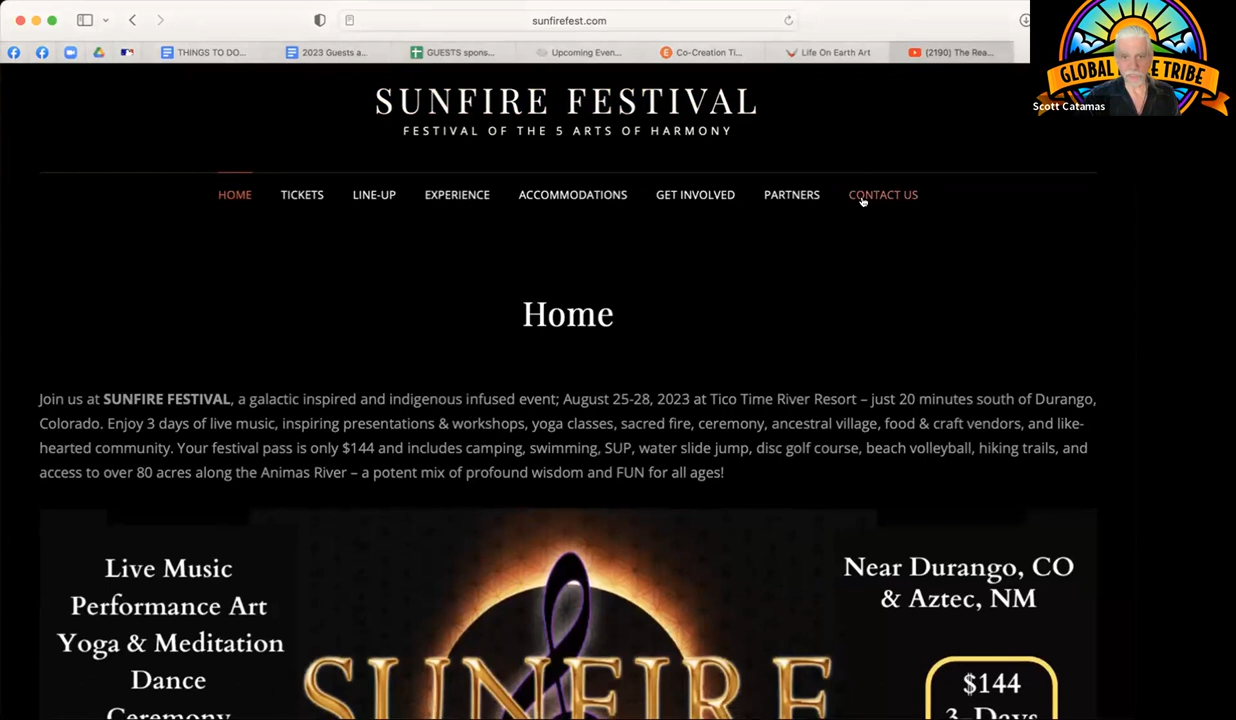 sunfirefest.com
THINGS TO DO...
2023 Guests a...
GUESTS spons...
Upcoming Even...
Co-Creation Ti...
Life On Earth Art
(2190) The Rea...
GLOBAL TRIBE
Scott Catamas
SUNFIRE FESTIVAL
FESTIVAL OF THE 5 ARTS OF HARMONY
HOME TICKETS LINE-UP EXPERIENCE ACCOMMODATIONS GET INVOLVED PARTNERS CONTACT US
Home
Join us at SUNFIRE FESTIVAL, a galactic inspired and indigenous infused event; August 25-28, 2023 at Tico Time River Resort – just 20 minutes south of Durango,
Colorado. Enjoy 3 days of live music, inspiring presentations & workshops, yoga classes, sacred fire, ceremony, ancestral village, food & craft vendors, and like-
hearted community. Your festival pass is only $144 and includes camping, swimming, SUP, water slide jump, disc golf course, beach volleyball, hiking trails, and
access to over 80 acres along the Animas River – a potent mix of profound wisdom and FUN for all ages!
Live Music
Performance Art
Yoga & Meditation
Dance
Ceremony
SUNFIRE
Near Durango, CO
& Aztec, NM
$144
3-Days